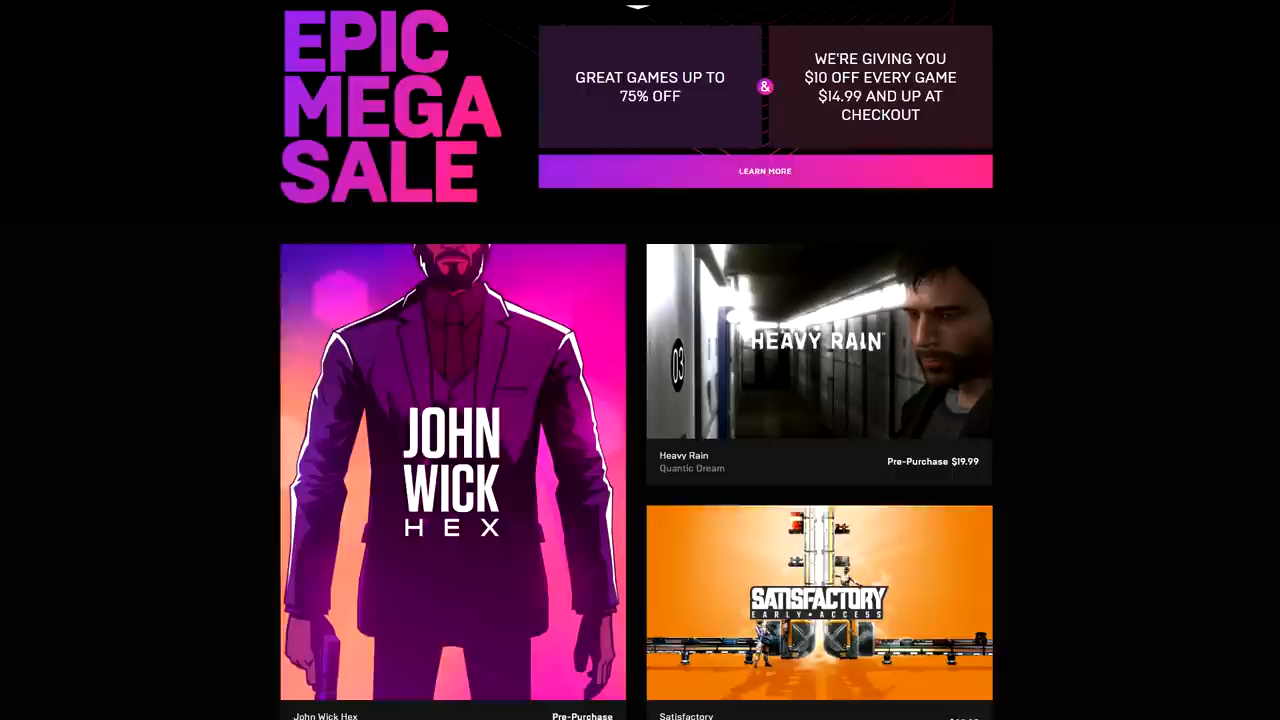 EPIC
MEGA
SALE
GREAT GAMES UP TO
75% OFF
&
WE'RE GIVING YOU
$10 OFF EVERY GAME
$14.99 AND UP AT
CHECKOUT
LEARN MORE
JOHN
WICK
HEX
03
HEAVY RAIN
Heavy Rain
Quantic Dream
Pre-Purchase $19.99
SATISFACTORY
EARLY ACCESS
John Wick Hex
Pre-Purchase
Satisfactory